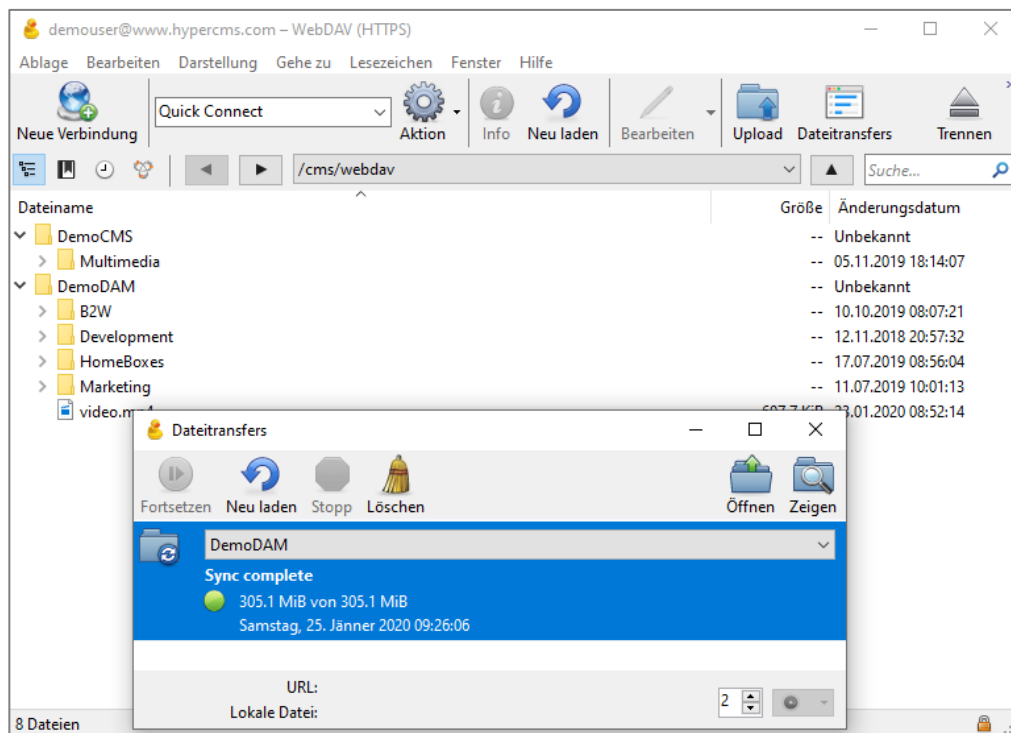 demouser@www.hypercms.com – WebDAV (HTTPS)
Ablage Bearbeiten Darstellung Gehe zu Lesezeichen Fenster Hilfe
Quick Connect
Neue Verbindung Aktion Info Neu laden Bearbeiten Upload Dateitransfers Trennen
/cms/webdav Suche...
Dateiname Größe Änderungsdatum
DemoCMS -- Unbekannt
Multimedia -- 05.11.2019 18:14:07
DemoDAM -- Unbekannt
B2W -- 10.10.2019 08:07:21
Development -- 12.11.2018 20:57:32
HomeBoxes -- 17.07.2019 08:56:04
Marketing -- 11.07.2019 10:01:13
video.mp4 23.01.2020 08:52:14
Dateitransfers
Fortsetzen Neu laden Stopp Löschen Öffnen Zeigen
DemoDAM
Sync complete
305.1 MiB von 305.1 MiB
Samstag, 25. Jänner 2020 09:26:06
URL:
2
Lokale Datei:
8 Dateien